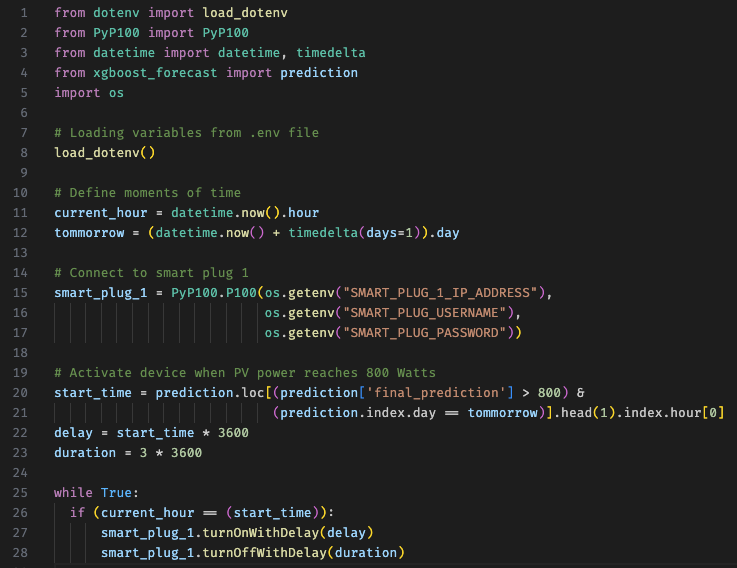 1 from dotenv import load_dotenv
2 from PyP100 import PyP100
3 from datetime import datetime, timedelta
4 from xgboost_forecast import prediction
5 import os
6
7 # Loading variables from .env file
8 load_dotenv()
9
10 # Define moments of time
11 current_hour = datetime.now().hour
12 tommorrow = (datetime.now() + timedelta(days=1)).day
13
14 # Connect to smart plug 1
15 smart_plug_1 = PyP100.P100(os.getenv("SMART_PLUG_1_IP_ADDRESS"),
16                            os.getenv("SMART_PLUG_USERNAME"),
17                            os.getenv("SMART_PLUG_PASSWORD"))
18
19 # Activate device when PV power reaches 800 Watts
20 start_time = prediction.loc[(prediction['final_prediction'] > 800) &
21                             (prediction.index.day == tommorrow)].head(1).index.hour[0]
22 delay = start_time * 3600
23 duration = 3 * 3600
24
25 while True:
26   if (current_hour == (start_time)):
27       smart_plug_1.turnOnWithDelay(delay)
28       smart_plug_1.turnOffWithDelay(duration)